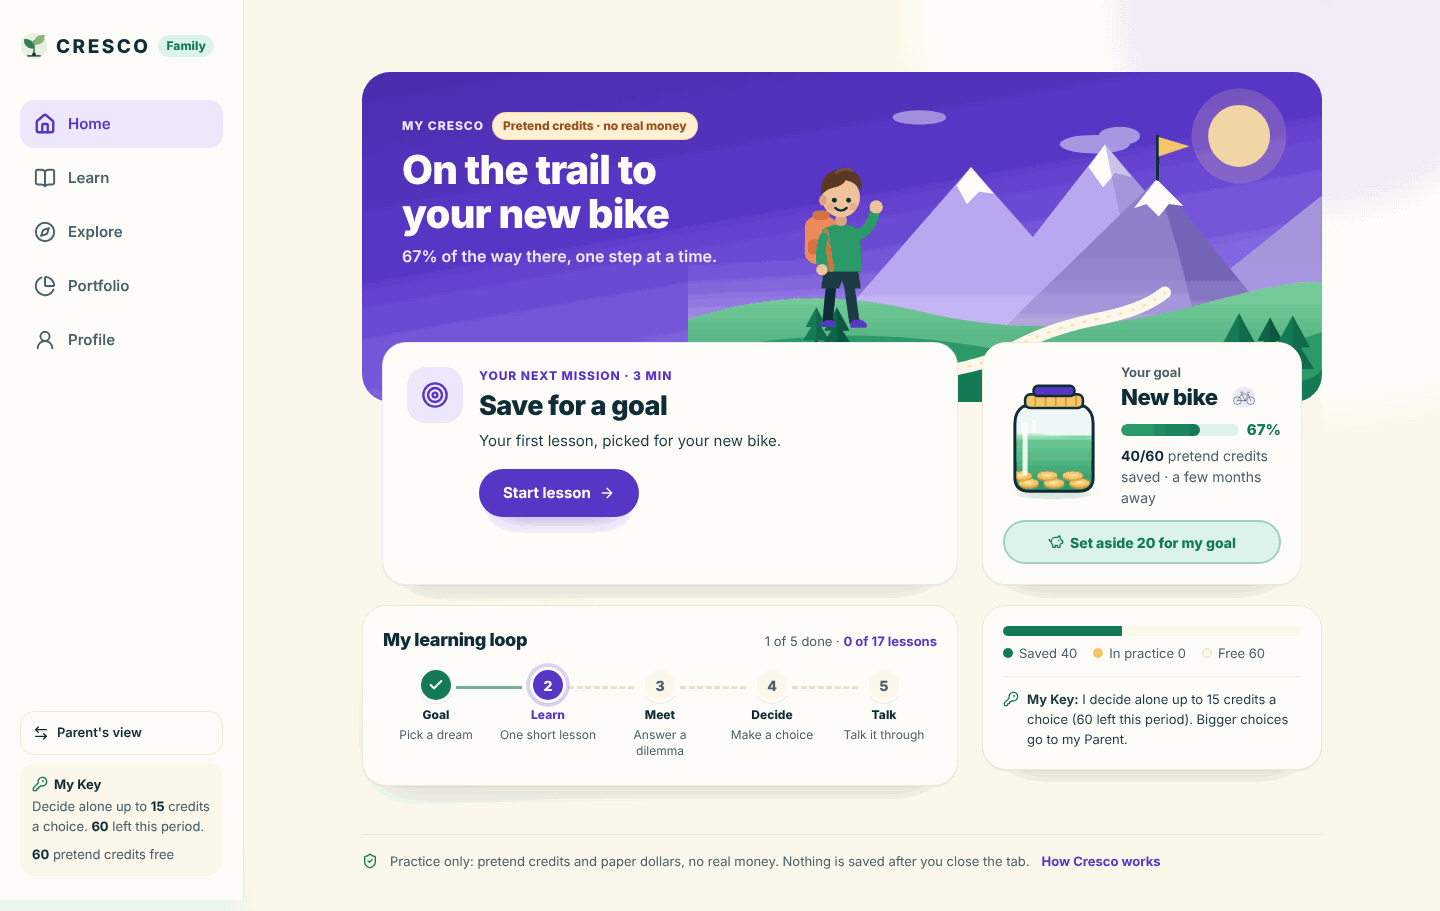 CRESCO Family
Home
Learn
Explore
Portfolio
Profile
Parent's view
My Key
Decide alone up to 15 credits
a choice. 60 left this period.
60 pretend credits free
MY CRESCO Pretend credits · no real money
On the trail to
your new bike
67% of the way there, one step at a time.
YOUR NEXT MISSION · 3 MIN
Save for a goal
Your first lesson, picked for your new bike.
Start lesson
Your goal
New bike
67%
40/60 pretend credits
saved · a few months
away
Set aside 20 for my goal
My learning loop
1 of 5 done · 0 of 17 lessons
2 3 4 5
Goal Learn Meet Decide Talk
Pick a dream One short lesson Answer a Make a choice Talk it through
dilemma
Saved 40 In practice 0 Free 60
My Key: I decide alone up to 15 credits a
choice (60 left this period). Bigger choices
go to my Parent.
Practice only: pretend credits and paper dollars, no real money. Nothing is saved after you close the tab. How Cresco works